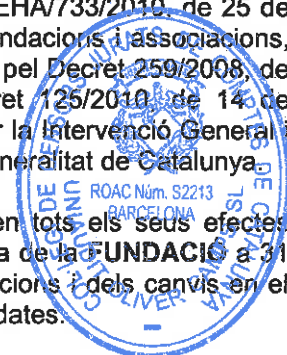 EHA/733/2010, de 25 de
ndacions i associacions,
pel Decret 259/2008, de
ret 125/2010, de 14 de
r la Intervenció General i
neralitat de Catalunya.
ROAC Núm. S2213
BARCELONA
en tots els seus efectes
a de la FUNDACIÓ a 31
cions i dels canvis en el
dates.